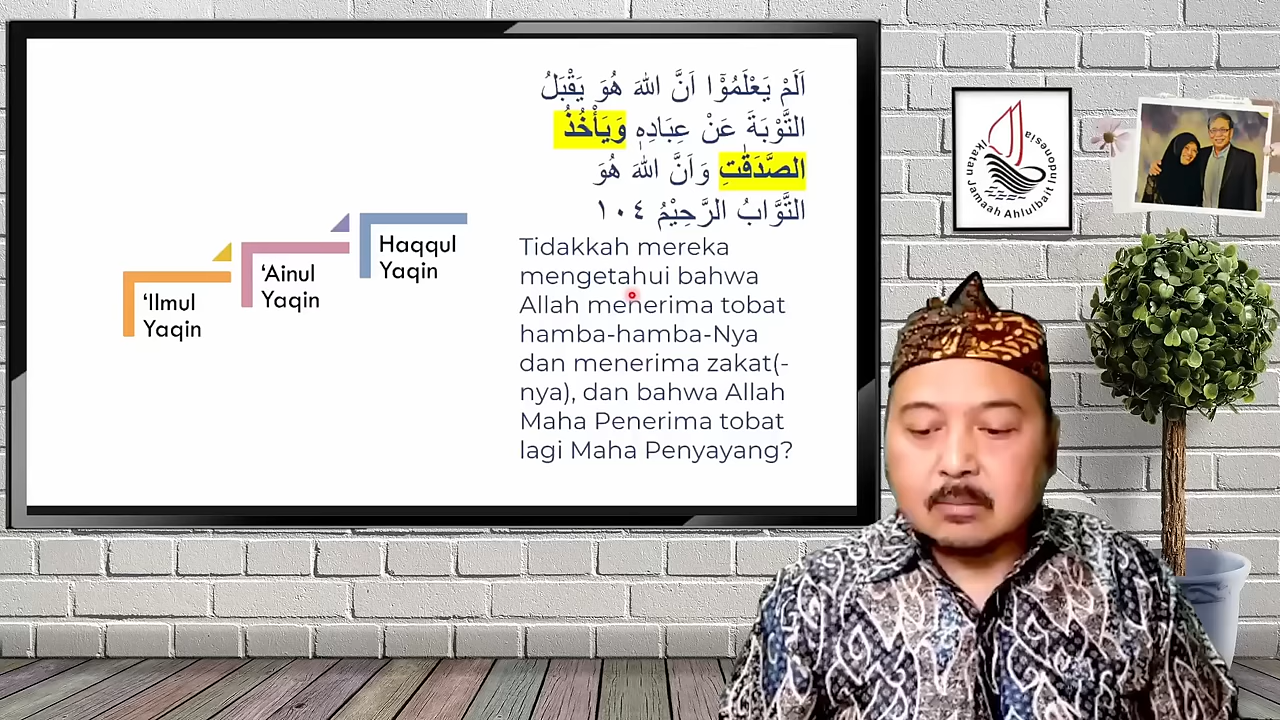 اَلَمْ يَعْلَمُوْٓا اَنَّ اللّٰهَ هُوَ يَقْبَلُ
التَّوْبَةَ عَنْ عِبَادِهٖ وَيَأْخُذُ
الصَّدَقٰتِ وَاَنَّ اللّٰهَ هُوَ
التَّوَّابُ الرَّحِيْمُ ١٠٤
Tidakkah mereka
mengetahui bahwa
Allah menerima tobat
hamba-hamba-Nya
dan menerima zakat(-
nya), dan bahwa Allah
Maha Penerima tobat
lagi Maha Penyayang?
‘Ilmul
Yaqin
‘Ainul
Yaqin
Haqqul
Yaqin
Ikatan Jamaah Ahlulbait Indonesia